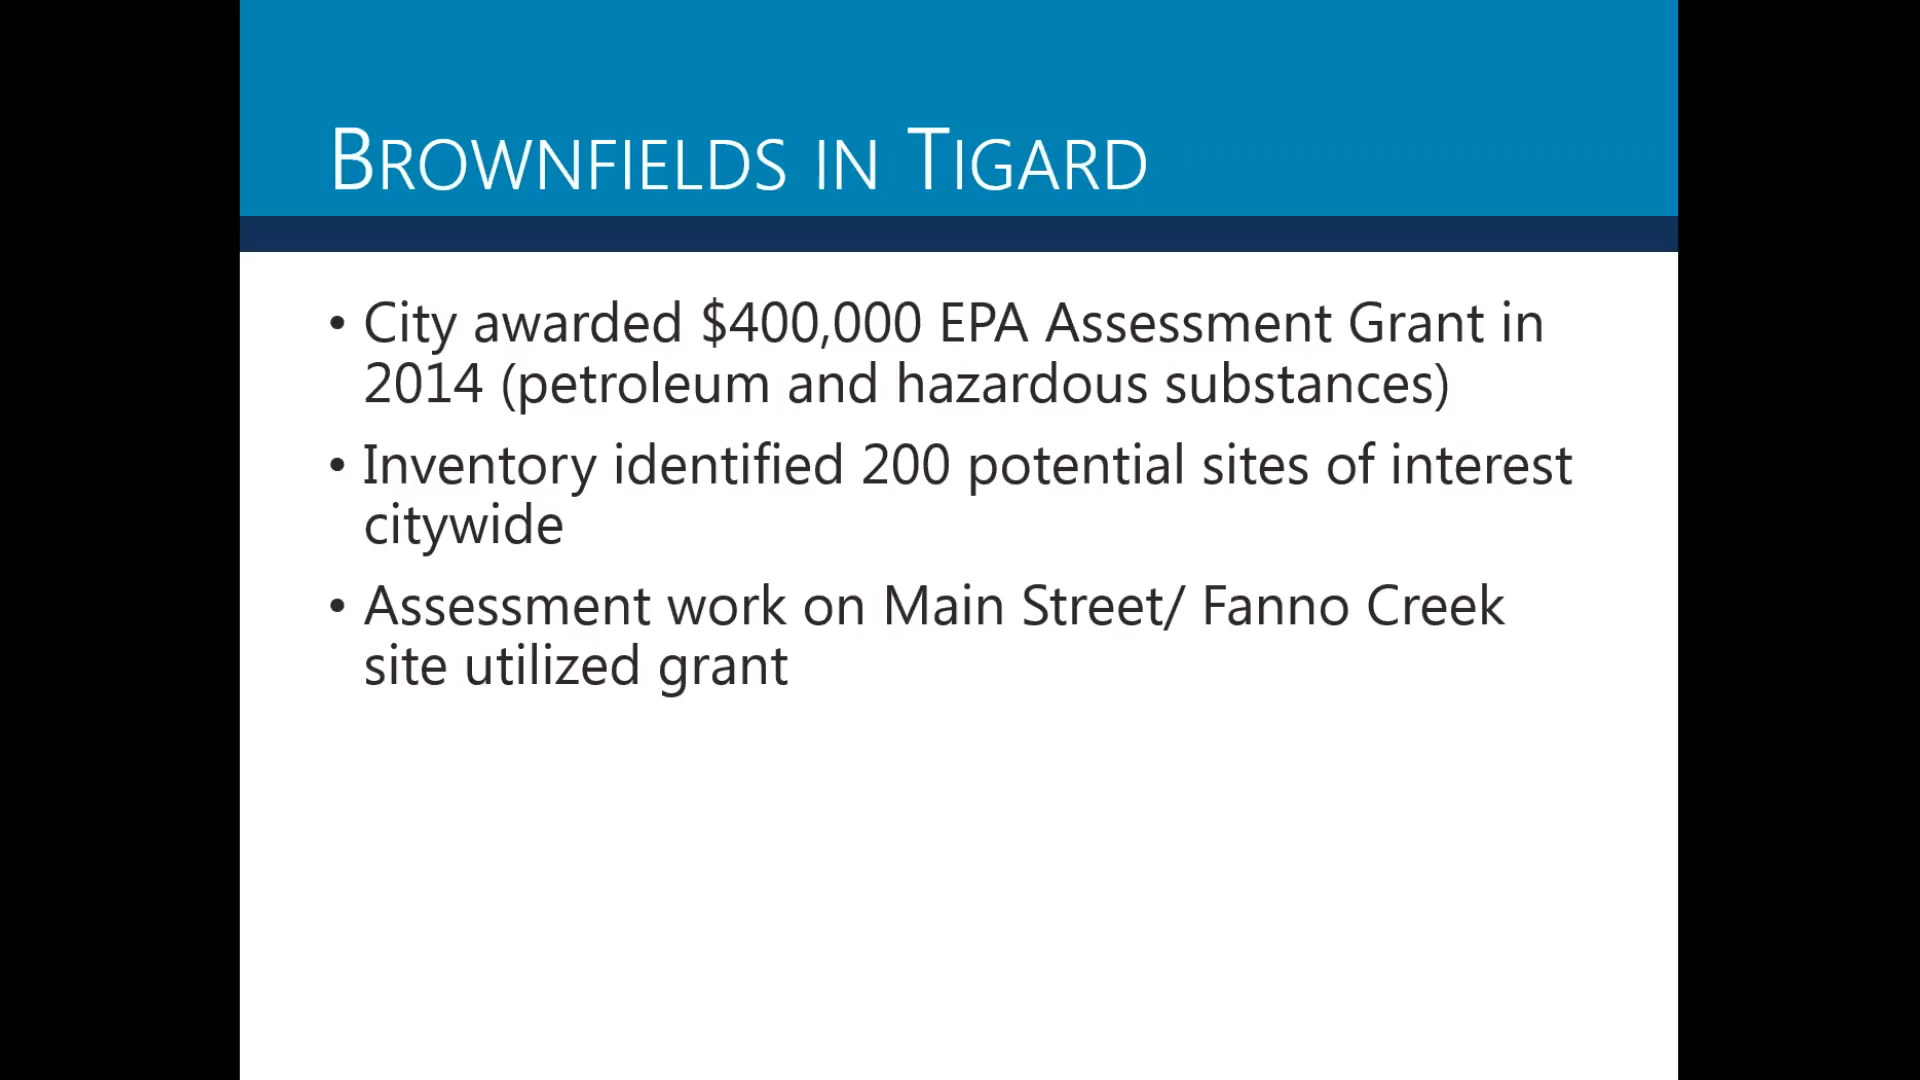 BROWNFIELDS IN TIGARD
• City awarded $400,000 EPA Assessment Grant in
2014 (petroleum and hazardous substances)
• Inventory identified 200 potential sites of interest
citywide
• Assessment work on Main Street/ Fanno Creek
site utilized grant